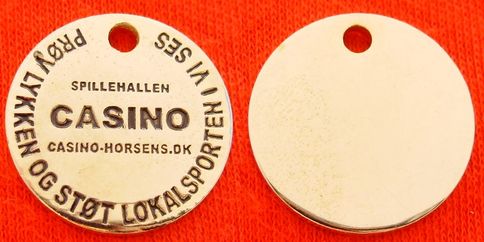 SPILLEHALLEN
CASINO
CASINO-HORSENS.DK
PRØV LYKKEN OG STØT LOKALSPORTEN I VI SES